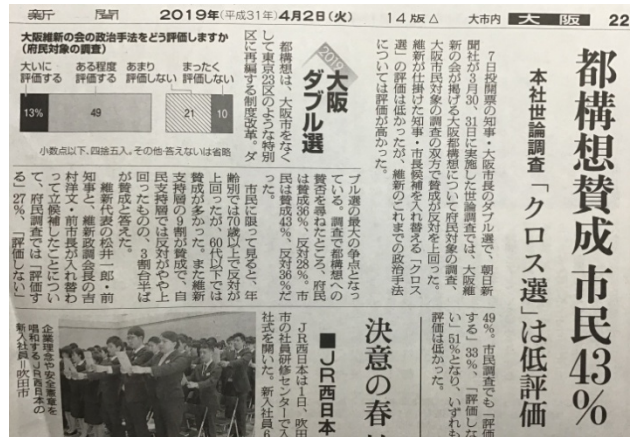 新聞
2019年(平成31年)4月2日(火)
14版△
大市内
大阪
22
都構想賛成 市民43%
本社世論調査 「クロス選」は低評価
7日投開票の知事・大阪市長のダブル選で、朝日新
聞社が3月30、31日に実施した世論調査では、大阪維
新の会が掲げる大阪都構想について府民対象の調査、
大阪市民対象の調査の双方で賛成が反対を上回った。
維新が仕掛けた知事・市長候補を入れ替える「クロス
選」の評価は低かったが、維新のこれまでの政治手法
については評価が高かった。
2019
大阪
ダブル選
大阪維新の会の政治手法をどう評価しますか
(府民対象の調査)
大いに評価する
ある程度評価する
あまり評価しない
まったく評価しない
13%
49
21
10
小数点以下、四捨五入。その他・答えないは省略
都構想は、大阪市をなく
して東京23区のような特別
区に再編する制度改革。ダ
ブル選の最大の争点となっ
ている。調査で都構想への
賛否を尋ねたところ、府民
は賛成36%、反対28%。市
民は賛成43%、反対36%だ
った。
市民に限って見ると、年
齢別では70歳以上で反対が
上回ったが、60代以下では
賛成が多かった。また維新
支持層の9割が賛成で、自
民支持層では反対がやや上
回ったものの、3割台半ば
が賛成と答えた。
維新代表の松井一郎・前
知事と、維新政調会長の吉
村洋文・前市長が入れ替わ
って立候補したことについ
て、府民調査では「評価す
る」27%、「評価しない」
49%。市民調査でも「評価
する」33%、「評価しな
い」51%となり、いずれも
評価は低かった。
決意の春
■JR西日本
JR西日本は1日、吹田
市の社員研修センターで入
社式を開いた。新入社員6
企業理念や安全憲章を
唱和するJR西日本の
新入社員=吹田市